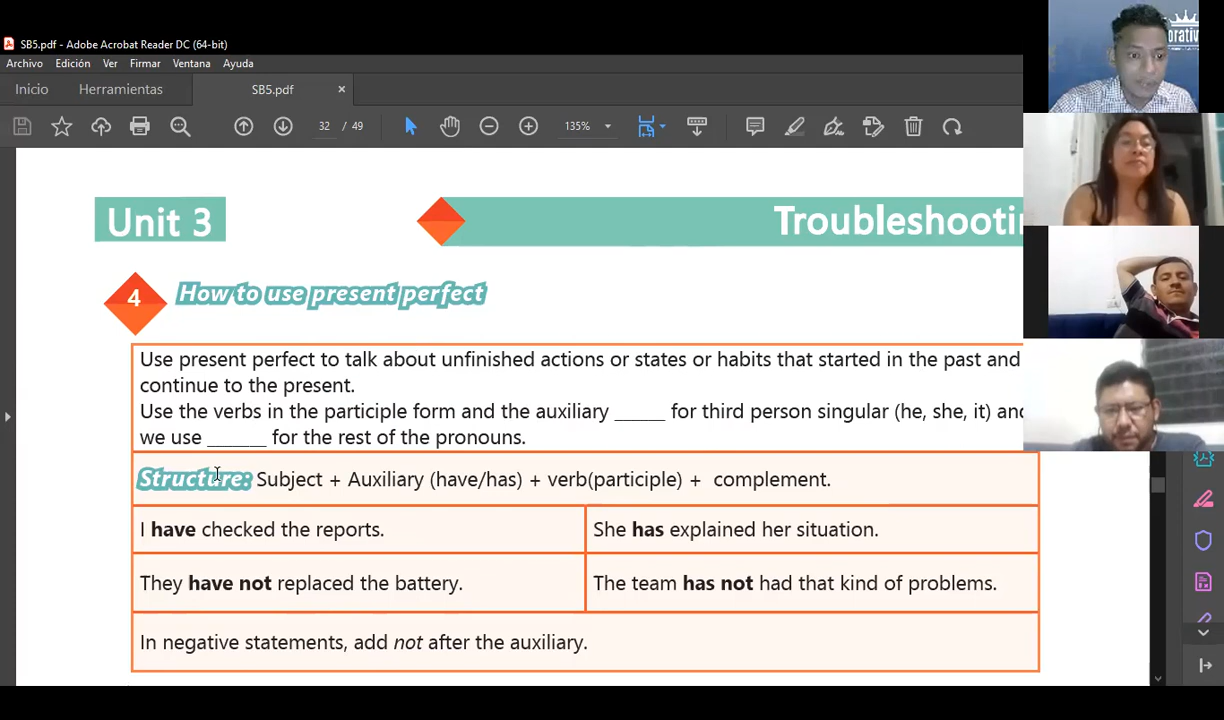 SB5.pdf - Adobe Acrobat Reader DC (64-bit)
Archivo Edición Ver Firmar Ventana Ayuda
Inicio Herramientas SB5.pdf ×
32 / 49 135%
Unit 3 Troubleshootin
4 How to use present perfect
Use present perfect to talk about unfinished actions or states or habits that started in the past and
continue to the present.
Use the verbs in the participle form and the auxiliary _____ for third person singular (he, she, it) and
we use ______ for the rest of the pronouns.
Structure: Subject + Auxiliary (have/has) + verb(participle) + complement.
I have checked the reports. She has explained her situation.
They have not replaced the battery. The team has not had that kind of problems.
In negative statements, add not after the auxiliary.